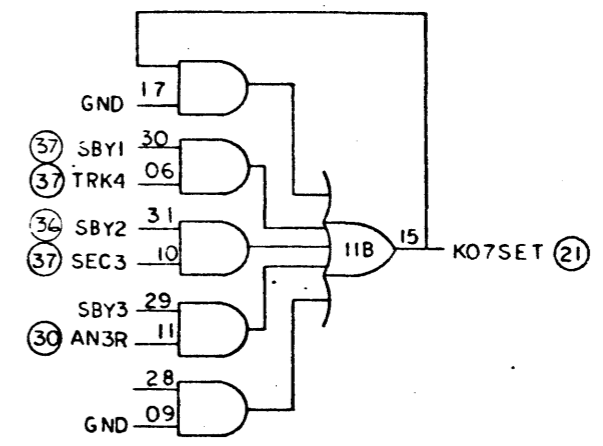 GND 17
37 SBY1 30
37 TRK4 06
36 SBY2 31
37 SEC3 10
11B 15 K07SET 21
SBY3 29
30 AN3R 11
28
GND 09